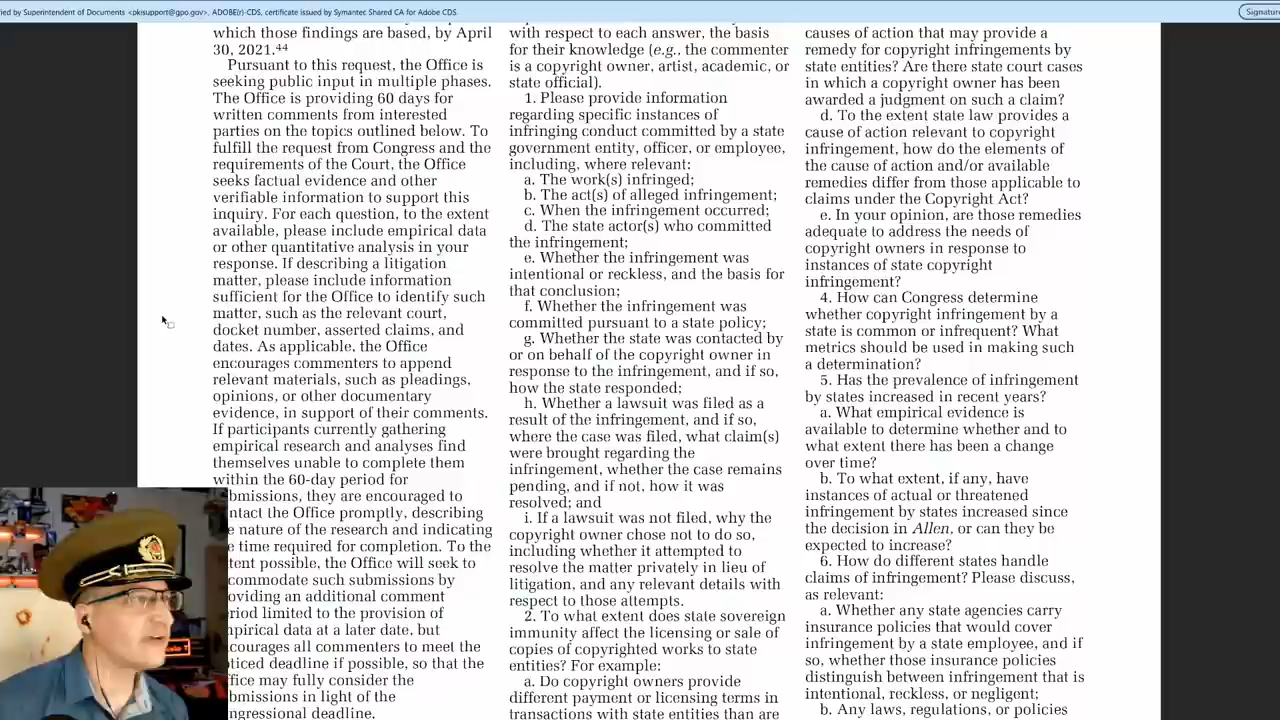 ied by Superintendent of Documents <pkisupport@gpo.gov>, ADOBE(r)-CDS, certificate issued by Symantec Shared CA for Adobe CDS.
Signature
which those findings are based, by April
30, 2021.44
Pursuant to this request, the Office is
seeking public input in multiple phases.
The Office is providing 60 days for
written comments from interested
parties on the topics outlined below. To
fulfill the request from Congress and the
requirements of the Court, the Office
seeks factual evidence and other
verifiable information to support this
inquiry. For each question, to the extent
available, please include empirical data
or other quantitative analysis in your
response. If describing a litigation
matter, please include information
sufficient for the Office to identify such
matter, such as the relevant court,
docket number, asserted claims, and
dates. As applicable, the Office
encourages commenters to append
relevant materials, such as pleadings,
opinions, or other documentary
evidence, in support of their comments.
If participants currently gathering
empirical research and analyses find
themselves unable to complete them
within the 60-day period for
bmissions, they are encouraged to
ntact the Office promptly, describing
e nature of the research and indicating
e time required for completion. To the
tent possible, the Office will seek to
commodate such submissions by
oviding an additional comment
eriod limited to the provision of
mpirical data at a later date, but
courages all commenters to meet the
ticed deadline if possible, so that the
ffice may fully consider the
bmissions in light of the
ngressional deadline.
with respect to each answer, the basis
for their knowledge (e.g., the commenter
is a copyright owner, artist, academic, or
state official).
1. Please provide information
regarding specific instances of
infringing conduct committed by a state
government entity, officer, or employee,
including, where relevant:
a. The work(s) infringed;
b. The act(s) of alleged infringement;
c. When the infringement occurred;
d. The state actor(s) who committed
the infringement;
e. Whether the infringement was
intentional or reckless, and the basis for
that conclusion;
f. Whether the infringement was
committed pursuant to a state policy;
g. Whether the state was contacted by
or on behalf of the copyright owner in
response to the infringement, and if so,
how the state responded;
h. Whether a lawsuit was filed as a
result of the infringement, and if so,
where the case was filed, what claim(s)
were brought regarding the
infringement, whether the case remains
pending, and if not, how it was
resolved; and
i. If a lawsuit was not filed, why the
copyright owner chose not to do so,
including whether it attempted to
resolve the matter privately in lieu of
litigation, and any relevant details with
respect to those attempts.
2. To what extent does state sovereign
immunity affect the licensing or sale of
copies of copyrighted works to state
entities? For example:
a. Do copyright owners provide
different payment or licensing terms in
transactions with state entities than are
causes of action that may provide a
remedy for copyright infringements by
state entities? Are there state court cases
in which a copyright owner has been
awarded a judgment on such a claim?
d. To the extent state law provides a
cause of action relevant to copyright
infringement, how do the elements of
the cause of action and/or available
remedies differ from those applicable to
claims under the Copyright Act?
e. In your opinion, are those remedies
adequate to address the needs of
copyright owners in response to
instances of state copyright
infringement?
4. How can Congress determine
whether copyright infringement by a
state is common or infrequent? What
metrics should be used in making such
a determination?
5. Has the prevalence of infringement
by states increased in recent years?
a. What empirical evidence is
available to determine whether and to
what extent there has been a change
over time?
b. To what extent, if any, have
instances of actual or threatened
infringement by states increased since
the decision in Allen, or can they be
expected to increase?
6. How do different states handle
claims of infringement? Please discuss,
as relevant:
a. Whether any state agencies carry
insurance policies that would cover
infringement by a state employee, and if
so, whether those insurance policies
distinguish between infringement that is
intentional, reckless, or negligent;
b. Any laws, regulations, or policies